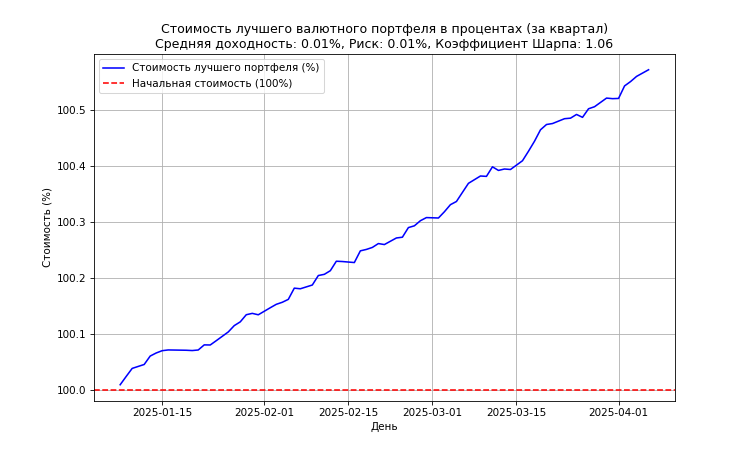 Стоимость лучшего валютного портфеля в процентах (за квартал)
Средняя доходность: 0.01%, Риск: 0.01%, Коэффициент Шарпа: 1.06
Стоимость лучшего портфеля (%)
Начальная стоимость (100%)
Стоимость (%)
100.5
100.4
100.3
100.2
100.1
100.0
2025-01-15
2025-02-01
2025-02-15
2025-03-01
2025-03-15
2025-04-01
День